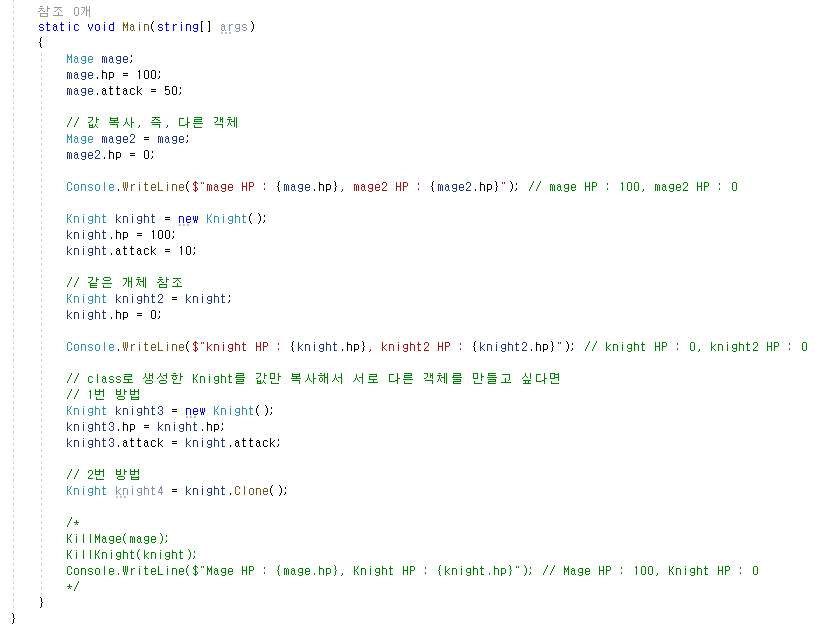 참조 0개
static void Main(string[] args)
{
Mage mage;
mage.hp = 100;
mage.attack = 50;
// 값 복사, 즉, 다른 객체
Mage mage2 = mage;
mage2.hp = 0;
Console.WriteLine($"mage HP : {mage.hp}, mage2 HP : {mage2.hp}"); // mage HP : 100, mage2 HP : 0
Knight knight = new Knight();
knight.hp = 100;
knight.attack = 10;
// 같은 개체 참조
Knight knight2 = knight;
knight.hp = 0;
Console.WriteLine($"knight HP : {knight.hp}, knight2 HP : {knight2.hp}"); // knight HP : 0, knight2 HP : 0
// class로 생성한 Knight를 값만 복사해서 서로 다른 객체를 만들고 싶다면
// 1번 방법
Knight knight3 = new Knight();
knight3.hp = knight.hp;
knight3.attack = knight.attack;
// 2번 방법
Knight knight4 = knight.Clone();
/*
KillMage(mage);
KillKnight(knight);
Console.WriteLine($"Mage HP : {mage.hp}, Knight HP : {knight.hp}"); // Mage HP : 100, Knight HP : 0
*/
}
}